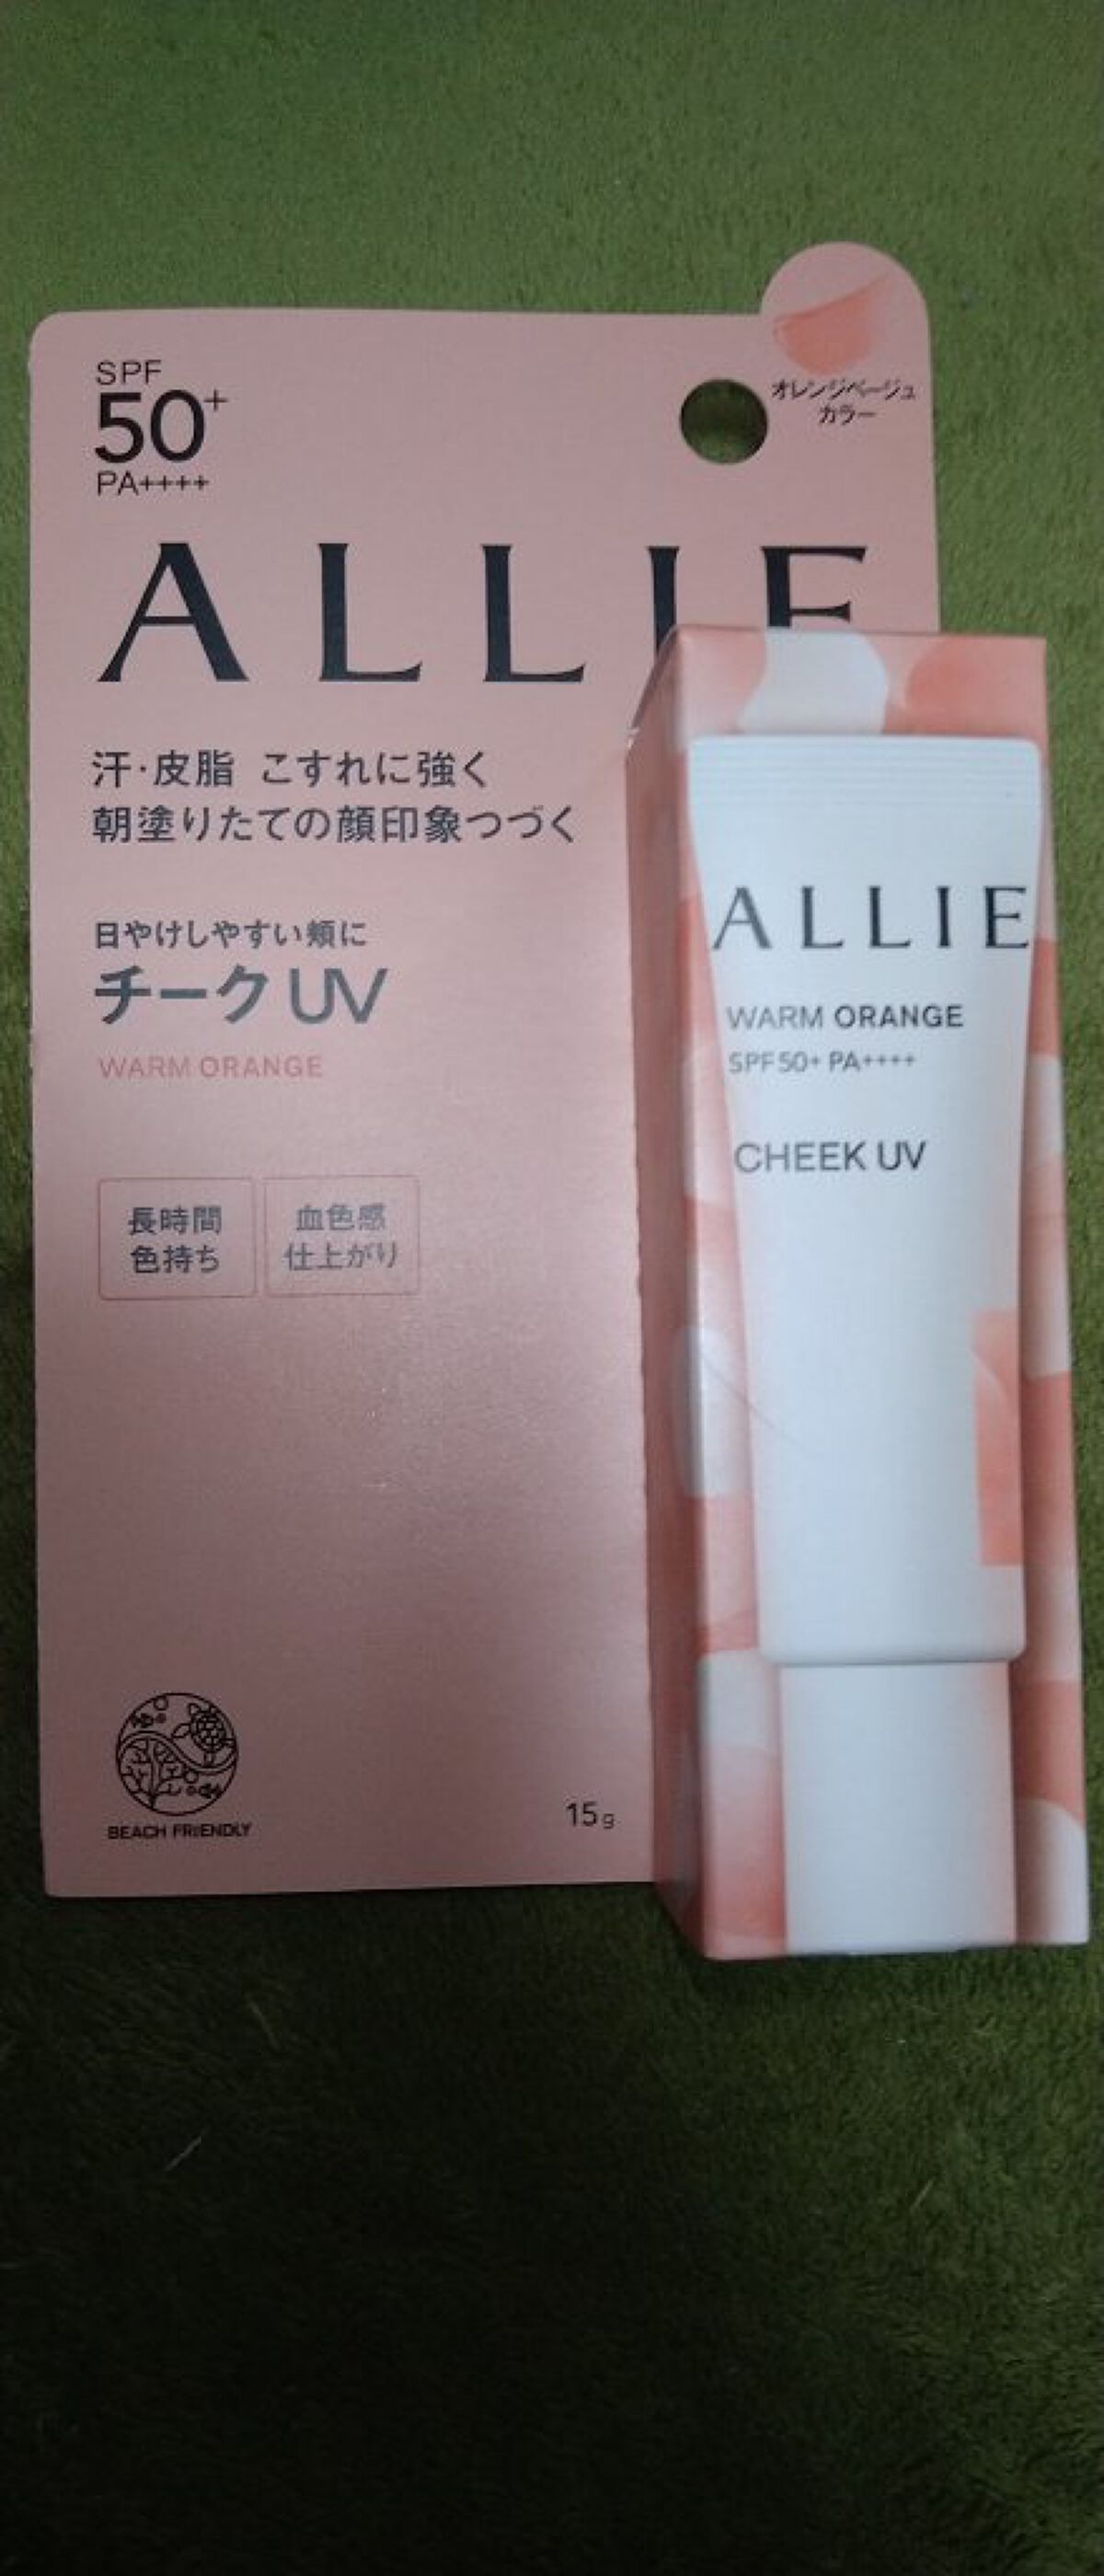 SPF
50+
PA++++
オレンジベージュ
カラー
ALLIE
汗・皮脂 こすれに強く
朝塗りたての顔印象つづく
日やけしやすい頬に
チークUV
WARM ORANGE
長時間
色持ち
血色感
仕上がり
BEACH FRIENDLY
15g
ALLIE
WARM ORANGE
SPF50+ PA++++
CHEEK UV